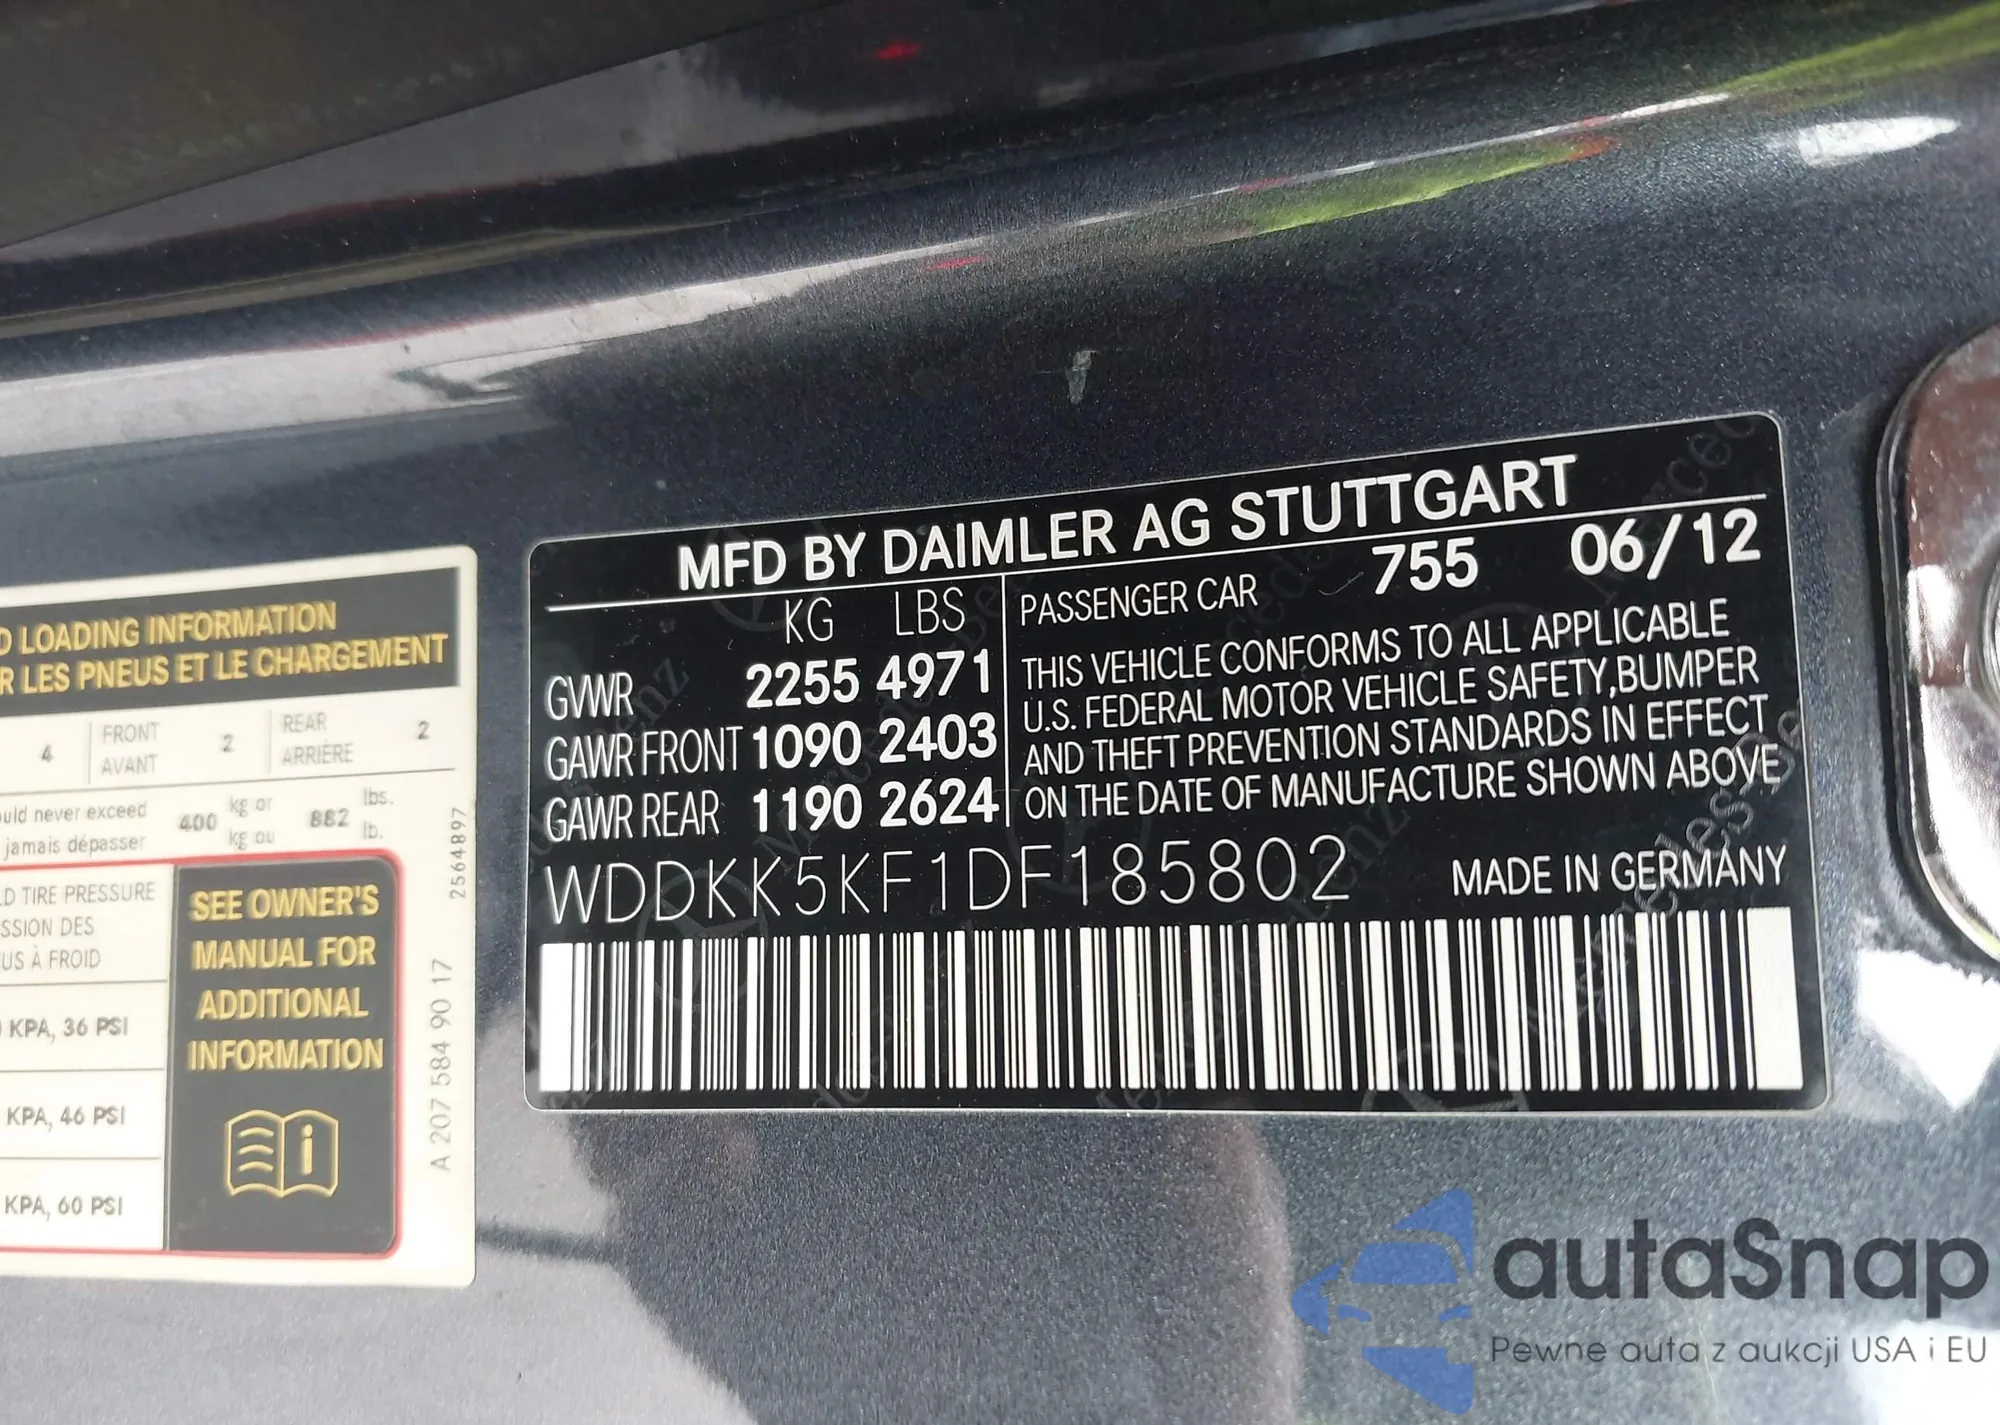 D LOADING INFORMATION
R LES PNEUS ET LE CHARGEMENT
4 FRONT 2 REAR 2
AVANT ARRIÈRE
uld never exceed 400 kg or 882 lbs.
jamais dépasser kg ou lb.
D TIRE PRESSURE
SSION DES
US À FROID
KPA, 36 PSI
KPA, 46 PSI
KPA, 60 PSI
SEE OWNER'S
MANUAL FOR
ADDITIONAL
INFORMATION
i
2564897
A 207 584 90 17
MFD BY DAIMLER AG STUTTGART
KG LBS
GVWR 2255 4971
GAWR FRONT 1090 2403
GAWR REAR 1190 2624
PASSENGER CAR 755 06/12
THIS VEHICLE CONFORMS TO ALL APPLICABLE
U.S. FEDERAL MOTOR VEHICLE SAFETY,BUMPER
AND THEFT PREVENTION STANDARDS IN EFFECT
ON THE DATE OF MANUFACTURE SHOWN ABOVE
WDDKK5KF1DF185802 MADE IN GERMANY
autaSnap
Pewne auta z aukcji USA i EU